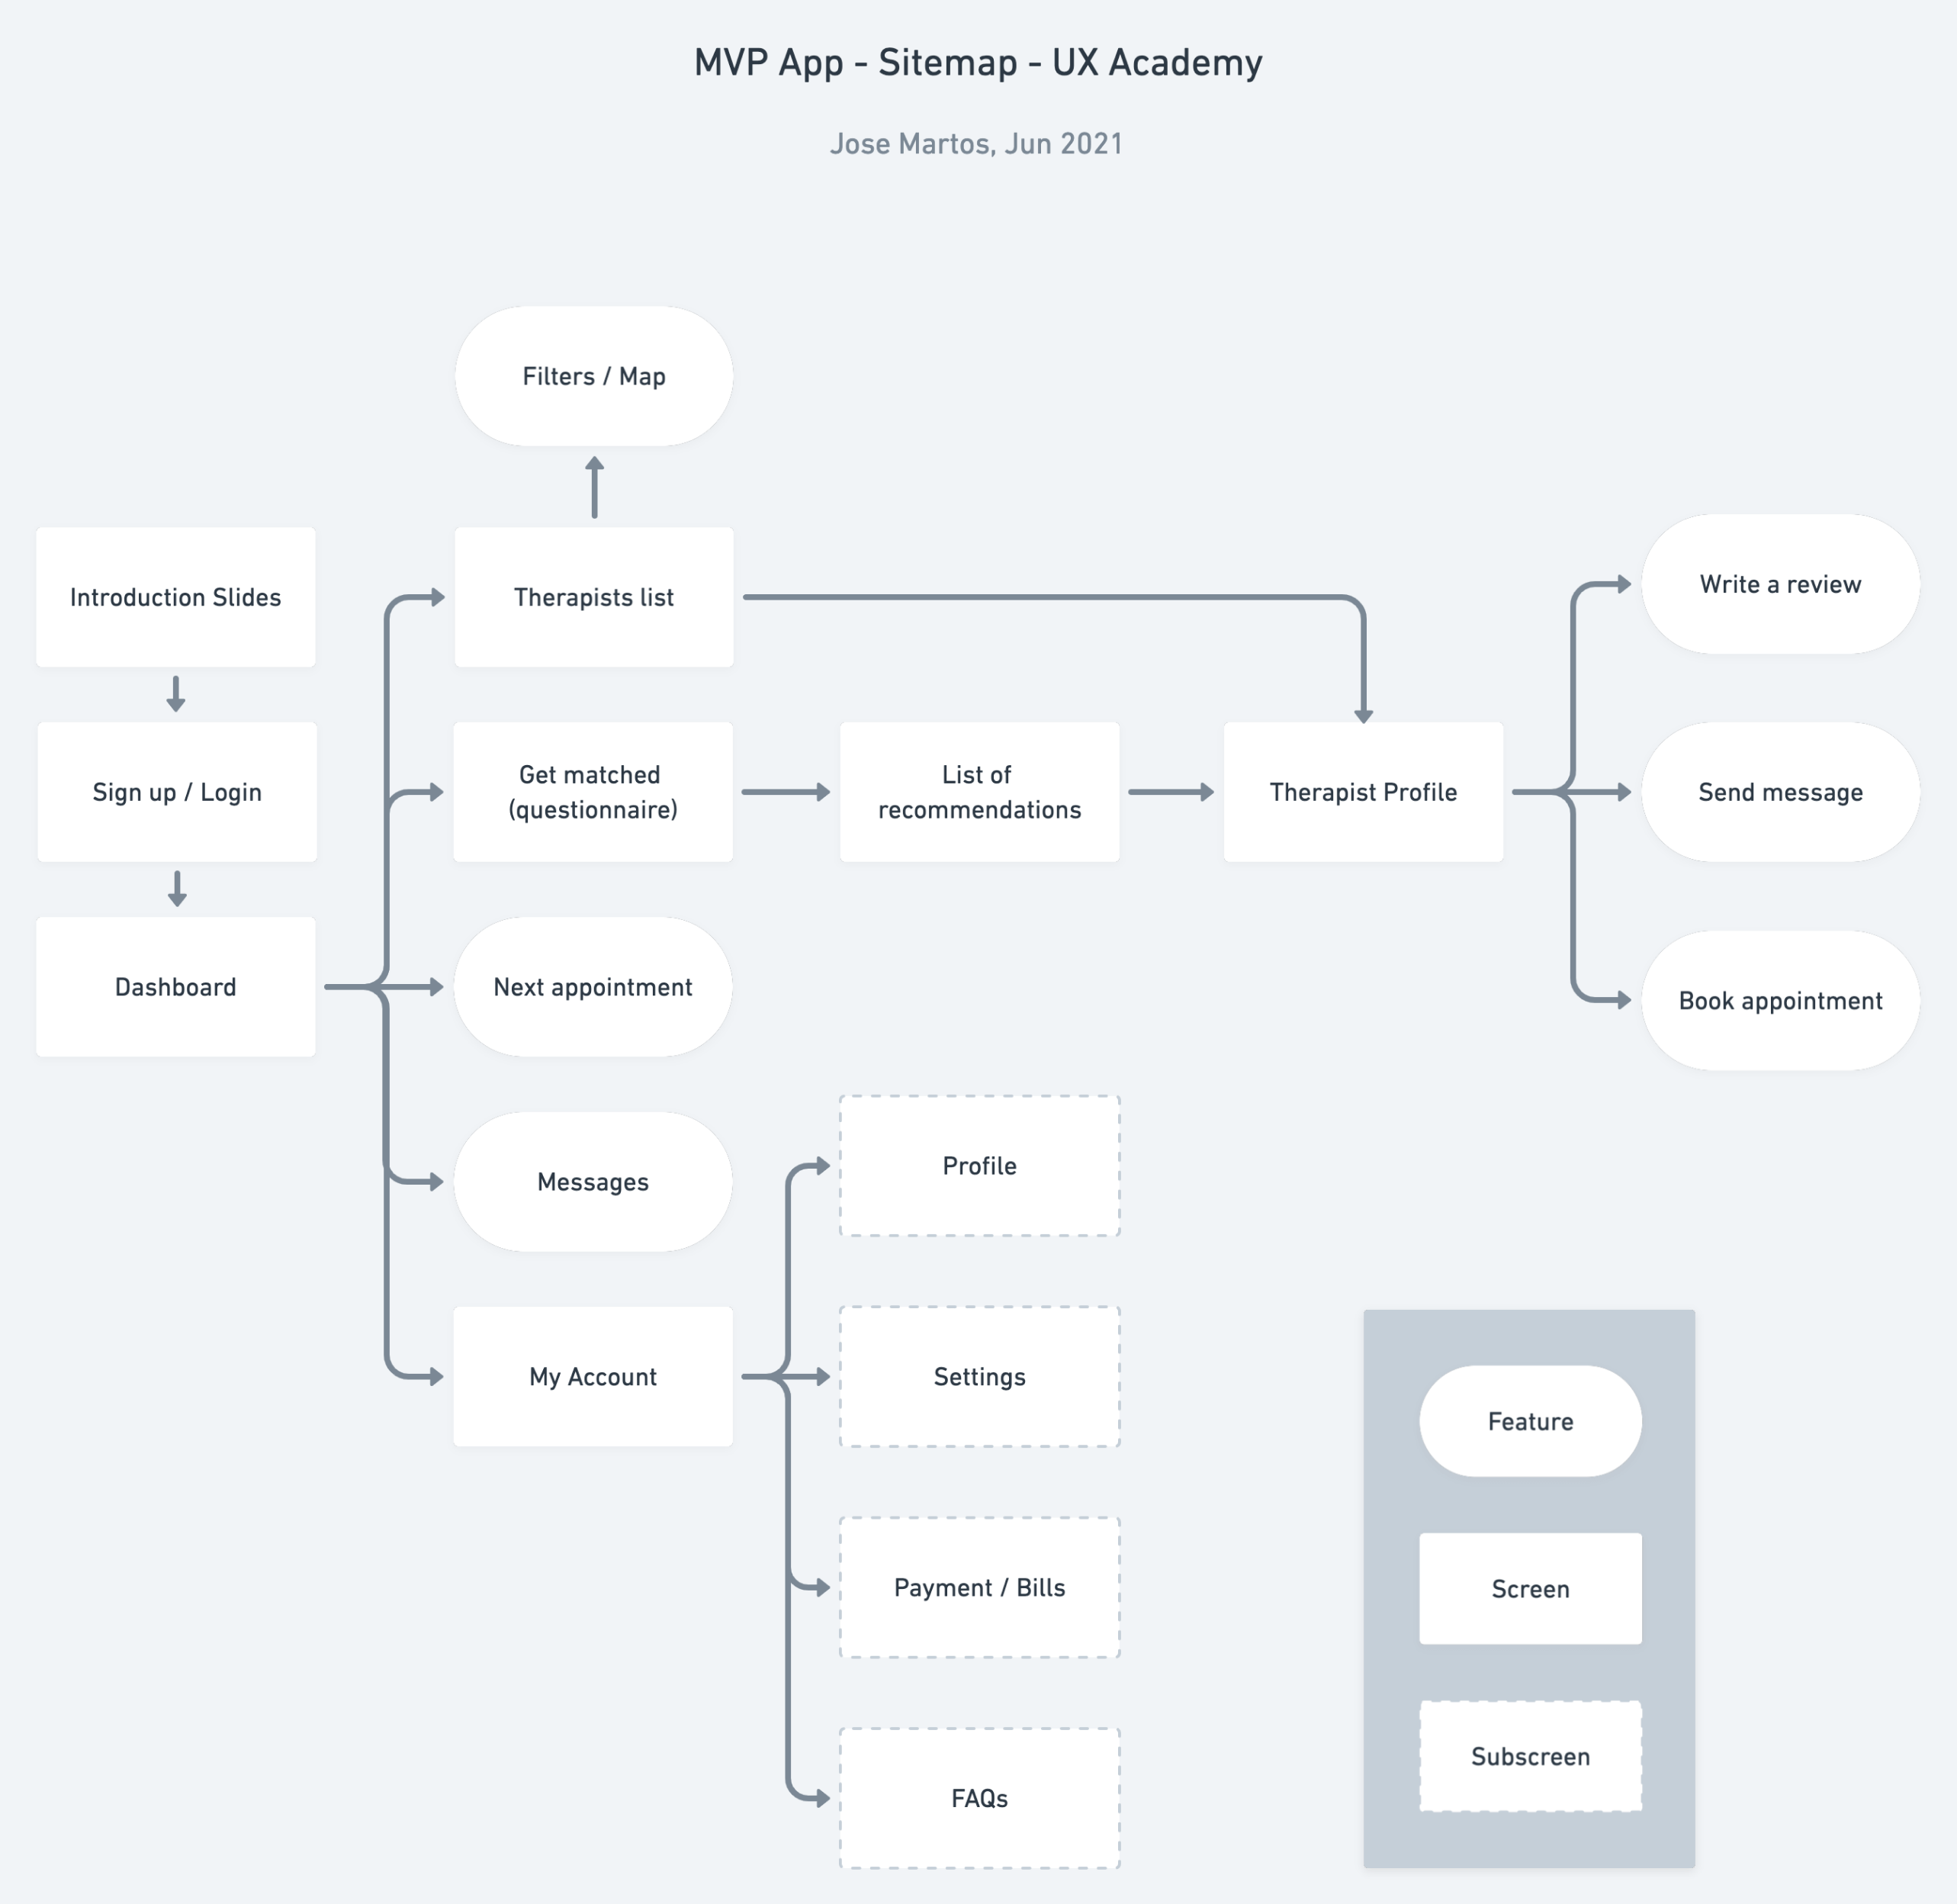 MVP App - Sitemap - UX Academy
Jose Martos, Jun 2021
Filters / Map
Introduction Slides
Therapists list
Write a review
Sign up / Login
Get matched
(questionnaire)
List of
recommendations
Therapist Profile
Send message
Dashboard
Next appointment
Book appointment
Messages
Profile
My Account
Settings
Payment / Bills
FAQs
Feature
Screen
Subscreen